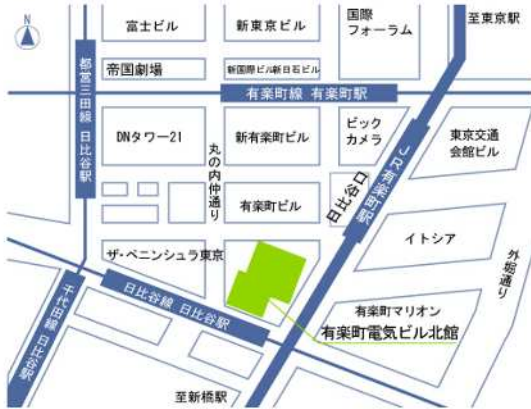 N
富士ビル
新東京ビル
国際
フォーラム
至東京駅
帝国劇場
新国際ビル
新日石ビル
都営三田線 日比谷駅
有楽町線 有楽町駅
DNタワー21
新有楽町ビル
ビック
カメラ
東京交通
会館ビル
丸の内仲通り
有楽町ビル
日比谷口
JR有楽町駅
イトシア
外堀通り
ザ・ペニンシュラ東京
日比谷線 日比谷駅
千代田線 日比谷駅
有楽町マリオン
有楽町電気ビル北館
至新橋駅